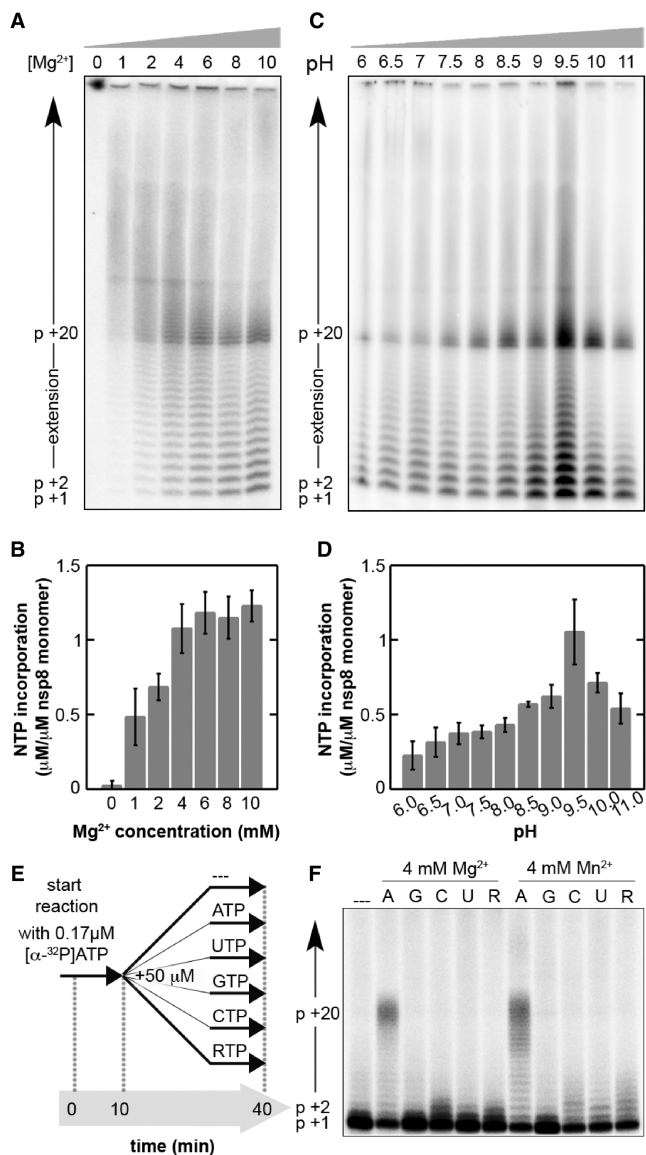 A
[Mg²⁺] 0 1 2 4 6 8 10
p +20
extension
p +2
p +1
C
pH 6 6.5 7 7.5 8 8.5 9 9.5 10 11
p +20
extension
p +2
p +1
B
NTP incorporation
(μM/μM nsp8 monomer)
1.5
1
0.5
0
0 1 2 4 6 8 10
Mg²⁺ concentration (mM)
D
NTP incorporation
(μM/μM nsp8 monomer)
1.5
1
0.5
0
6.0 6.5 7.0 7.5 8.0 8.5 9.0 9.5 10.0 11.0
pH
E
start
reaction
with 0.17μM
[α-³²P]ATP
+50 μM
---
ATP
UTP
GTP
CTP
RTP
0 10 40
time (min)
F
4 mM Mg²⁺ 4 mM Mn²⁺
--- A G C U R A G C U R
p +20
p +2
p +1